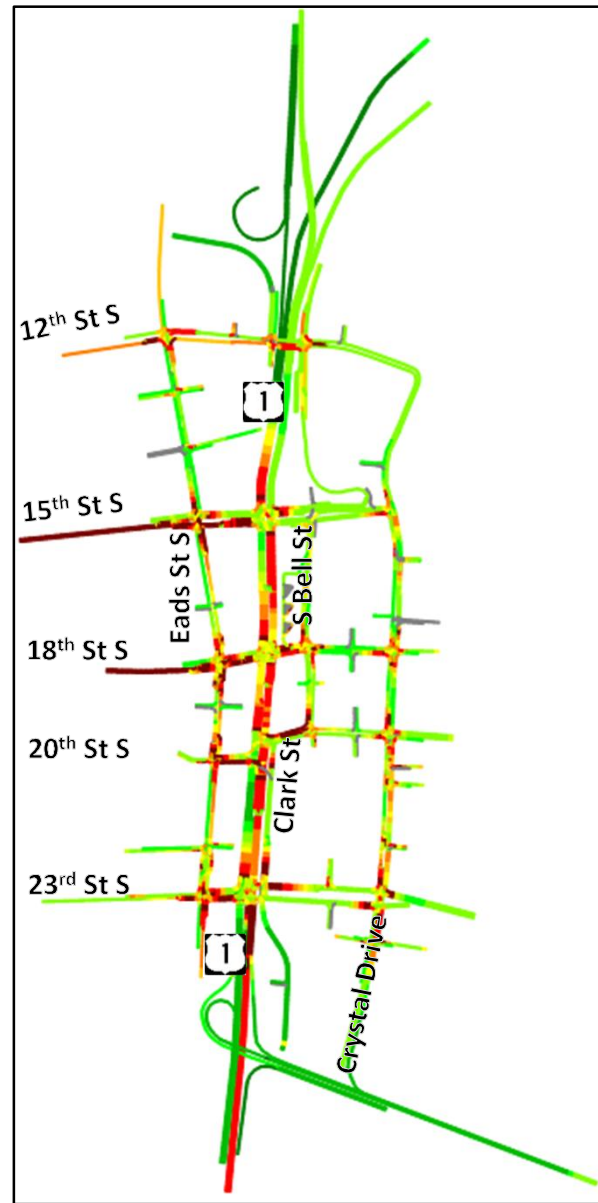 12th St S
1
15th St S
Eads St S
S Bell St
18th St S
20th St S
Clark St
23rd St S
1
Crystal Drive